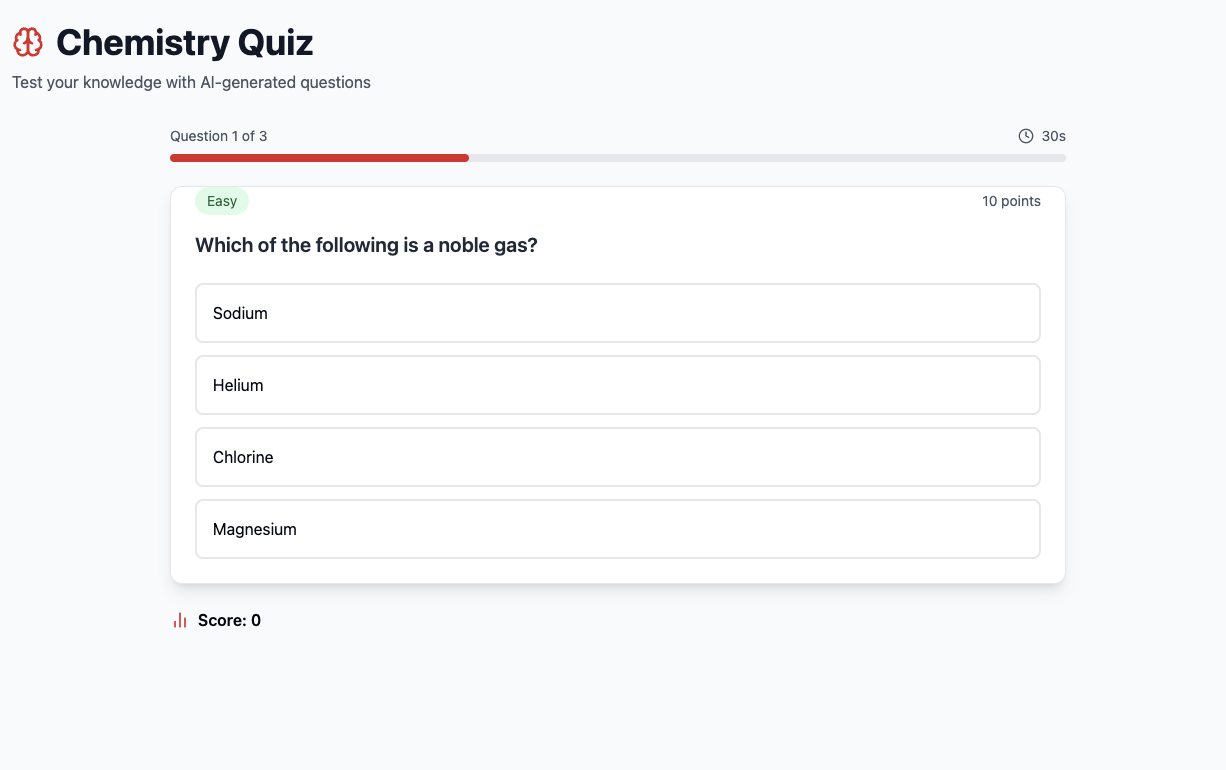 Chemistry Quiz
Test your knowledge with AI-generated questions
Question 1 of 3
30s
Easy
10 points
Which of the following is a noble gas?
Sodium
Helium
Chlorine
Magnesium
Score: 0